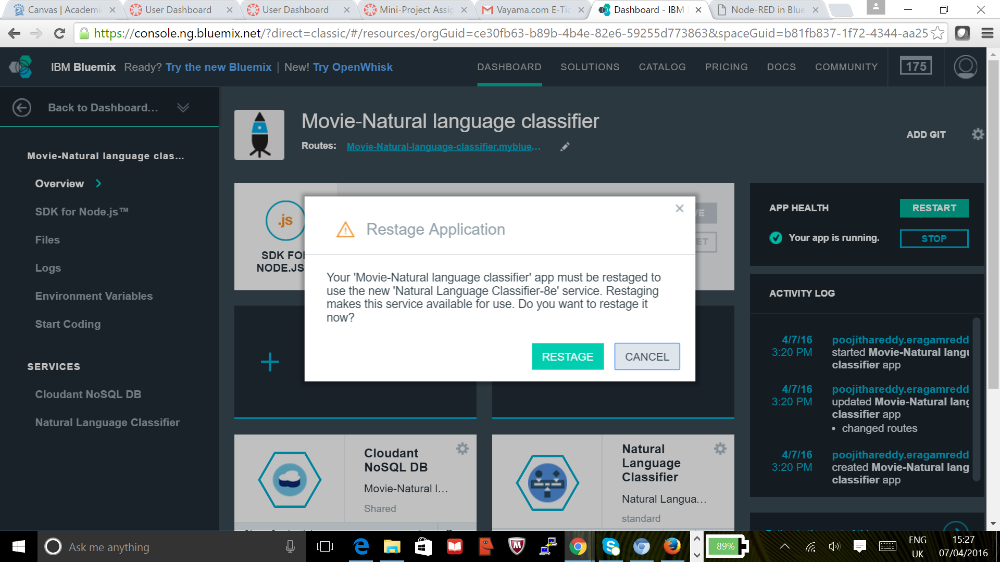 Canvas | Academi
User Dashboard
User Dashboard
Mini-Project Assig
Vayama.com E-Tic
Dashboard - IBM
Node-RED in Blue
https://console.ng.bluemix.net/?direct=classic/#/resources/orgGuid=ce30fb63-b89b-4b4e-82e6-59255d773863&spaceGuid=b81fb837-1f72-4344-aa25
IBM Bluemix Ready? Try the new Bluemix | New! Try OpenWhisk
DASHBOARD SOLUTIONS CATALOG PRICING DOCS COMMUNITY
175
Back to Dashboard...
Movie-Natural language clas...
Overview
SDK for Node.js™
Files
Logs
Environment Variables
Start Coding
SERVICES
Cloudant NoSQL DB
Natural Language Classifier
Movie-Natural language classifier
Routes: Movie-Natural-language-classifier.myblue...
ADD GIT
.js
SDK FO
NODE.JS
Restage Application
Your 'Movie-Natural language classifier' app must be restaged to
use the new 'Natural Language Classifier-8e' service. Restaging
makes this service available for use. Do you want to restage it
now?
RESTAGE
CANCEL
APP HEALTH
RESTART
Your app is running.
STOP
ACTIVITY LOG
4/7/16
3:20 PM
poojithareddy.eragamredd
started Movie-Natural langu
classifier app
4/7/16
3:20 PM
poojithareddy.eragamredd
updated Movie-Natural lang
classifier app
• changed routes
4/7/16
3:20 PM
poojithareddy.eragamredd
created Movie-Natural lang
classifier app
Cloudant
NoSQL DB
Movie-Natural l...
Shared
Natural
Language
Classifier
Natural Langua...
standard
Ask me anything
89%
ENG
UK
15:27
07/04/2016